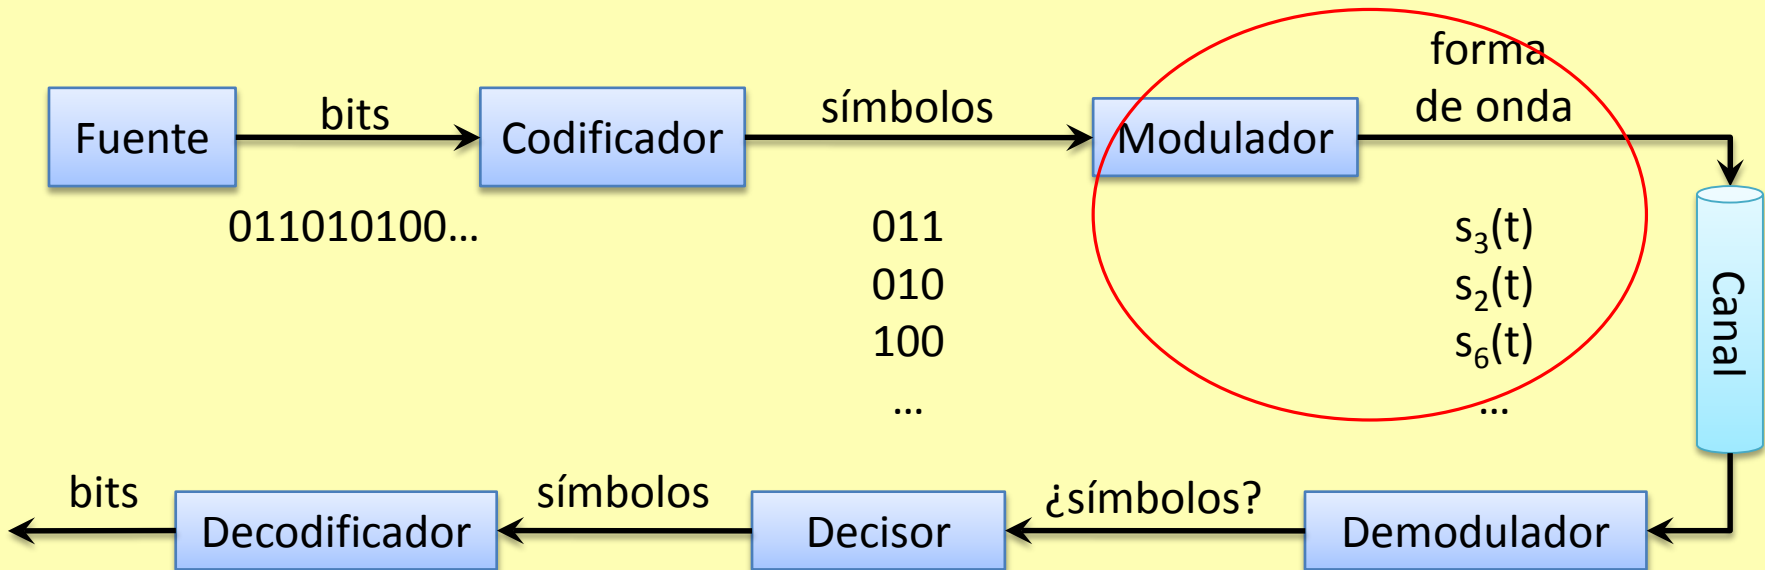 Fuente
bits
Codificador
símbolos
Modulador
forma
de onda
011010100...
011
010
100
...
s₃(t)
s₂(t)
s₆(t)
...
Canal
Demodulador
¿símbolos?
Decisor
símbolos
Decodificador
bits